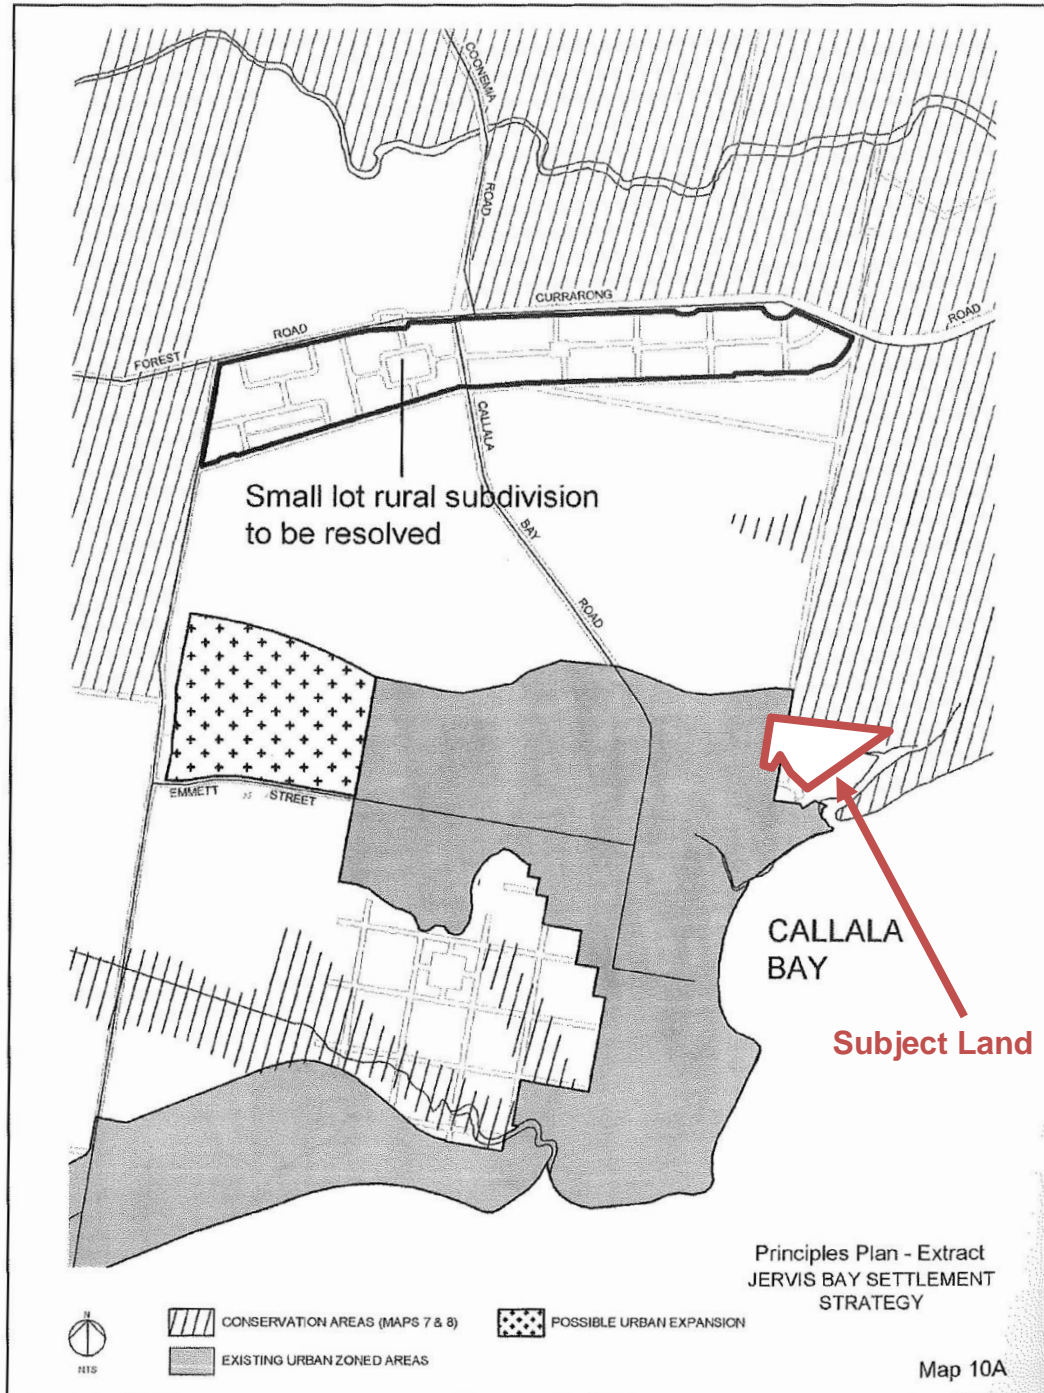 COONEMIA
ROAD
CURRARONG
ROAD
ROAD
FOREST
CALLALA
Small lot rural subdivision
to be resolved
BAY
ROAD
EMMETT
STREET
CALLALA
BAY
Subject Land
Principles Plan - Extract
JERVIS BAY SETTLEMENT
STRATEGY
N
NTS
CONSERVATION AREAS (MAPS 7 & 8)
POSSIBLE URBAN EXPANSION
EXISTING URBAN ZONED AREAS
Map 10A